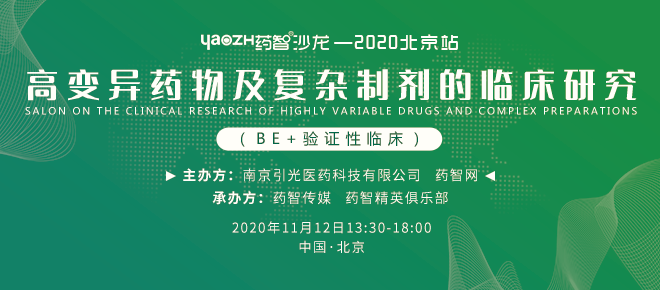 yaozh药智®沙龙—2020北京站
高变异药物及复杂制剂的临床研究
SALON ON THE CLINICAL RESEARCH OF HIGHLY VARIABLE DRUGS AND COMPLEX PREPARATIONS
(BE+验证性临床)
▶ 主办方：南京引光医药科技有限公司 药智网 ◀
承办方：药智传媒 药智精英俱乐部
2020年11月12日13:30-18:00
中国·北京